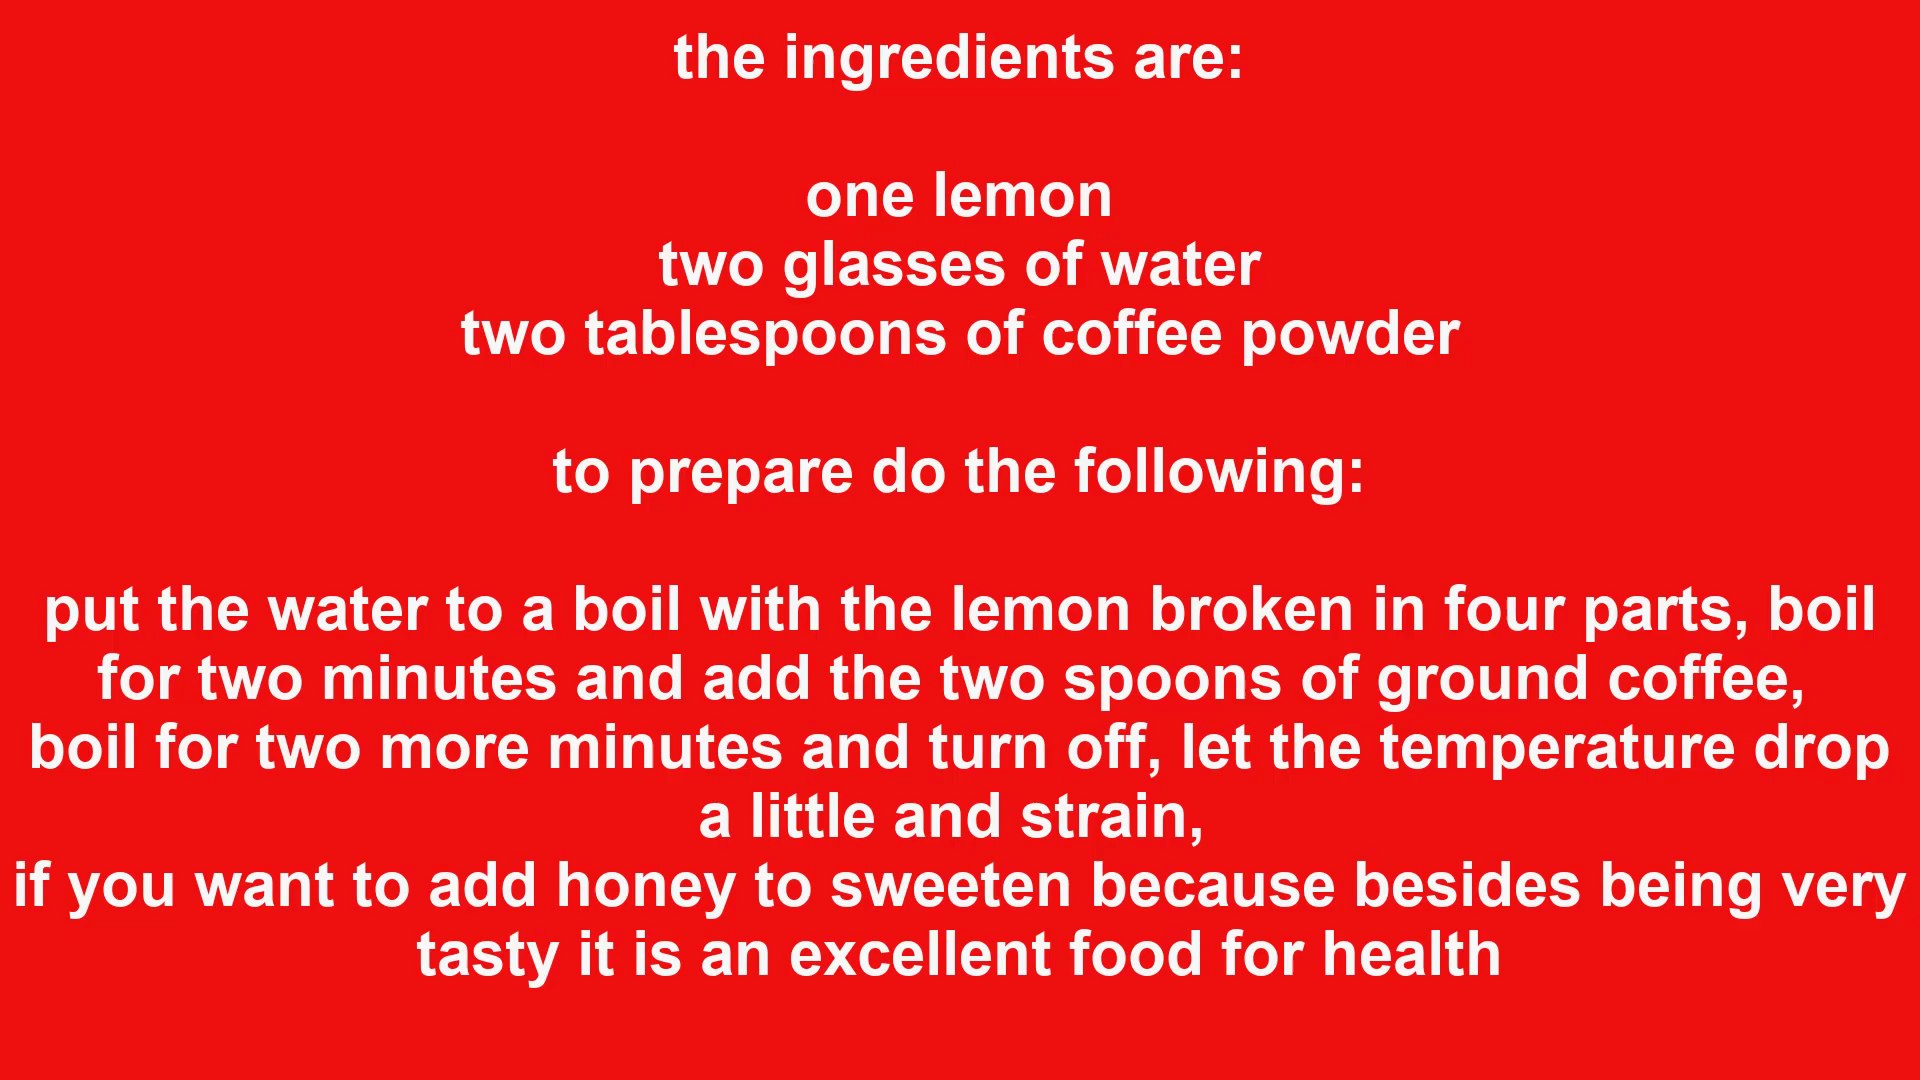 the ingredients are:
one lemon
two glasses of water
two tablespoons of coffee powder
to prepare do the following:
put the water to a boil with the lemon broken in four parts, boil
for two minutes and add the two spoons of ground coffee,
boil for two more minutes and turn off, let the temperature drop
a little and strain,
if you want to add honey to sweeten because besides being very
tasty it is an excellent food for health